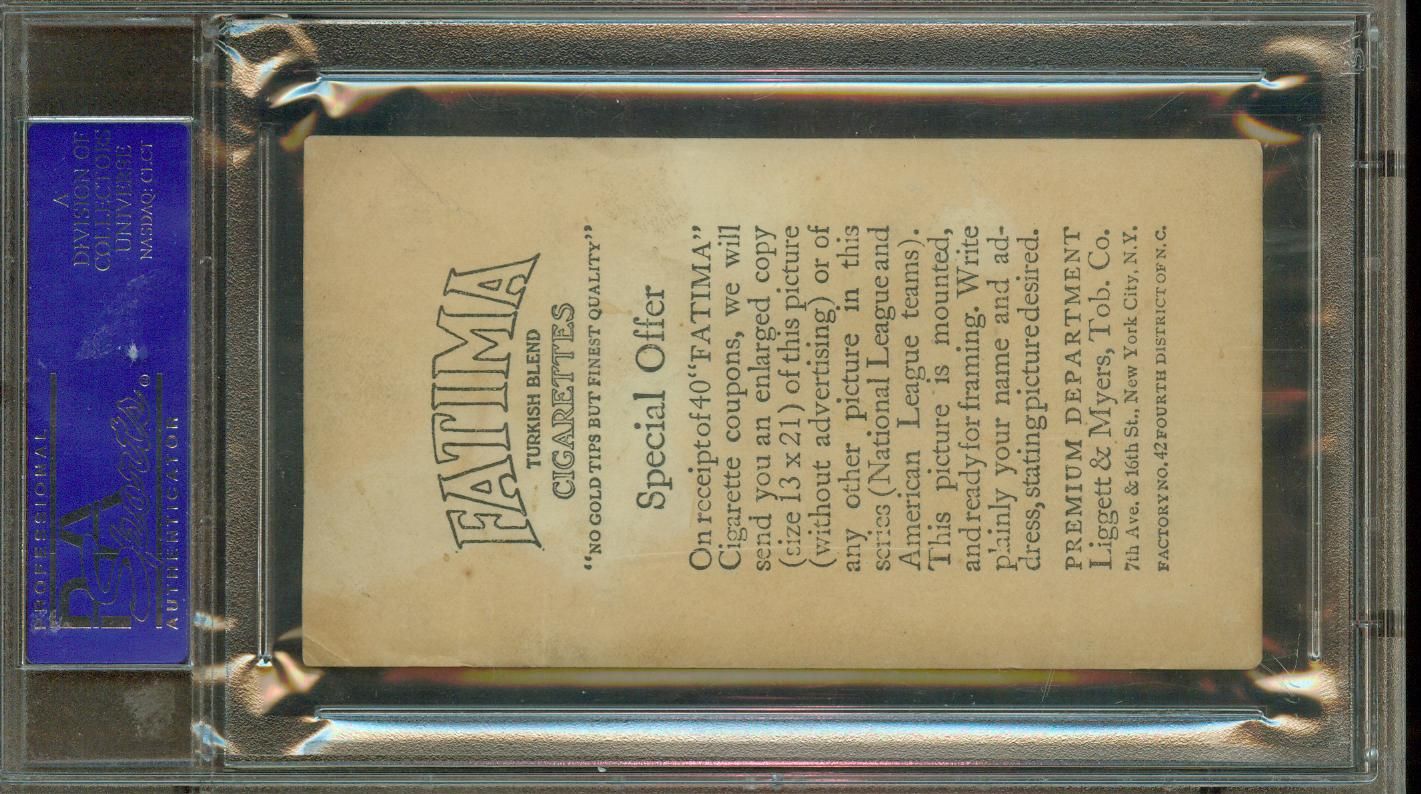 A
DIVISION OF
COLLECTORS
UNIVERSE
NASDAQ: CLCT
PROFESSIONAL
PSA
Sports®
AUTHENTICATOR
FATIMA
TURKISH BLEND
CIGARETTES
"NO GOLD TIPS BUT FINEST QUALITY"
Special Offer
On receipt of 40 "FATIMA"
Cigarette coupons, we will
send you an enlarged copy
(size 13 x 21) of this picture
(without advertising) or of
any other picture in this
series (National League and
American League teams).
This picture is mounted,
and ready for framing. Write
plainly your name and ad-
dress, stating picture desired.
PREMIUM DEPARTMENT
Liggett & Myers, Tob. Co.
7th Ave. & 16th St., New York City, N.Y.
FACTORY NO. 42 FOURTH DISTRICT OF N.C.